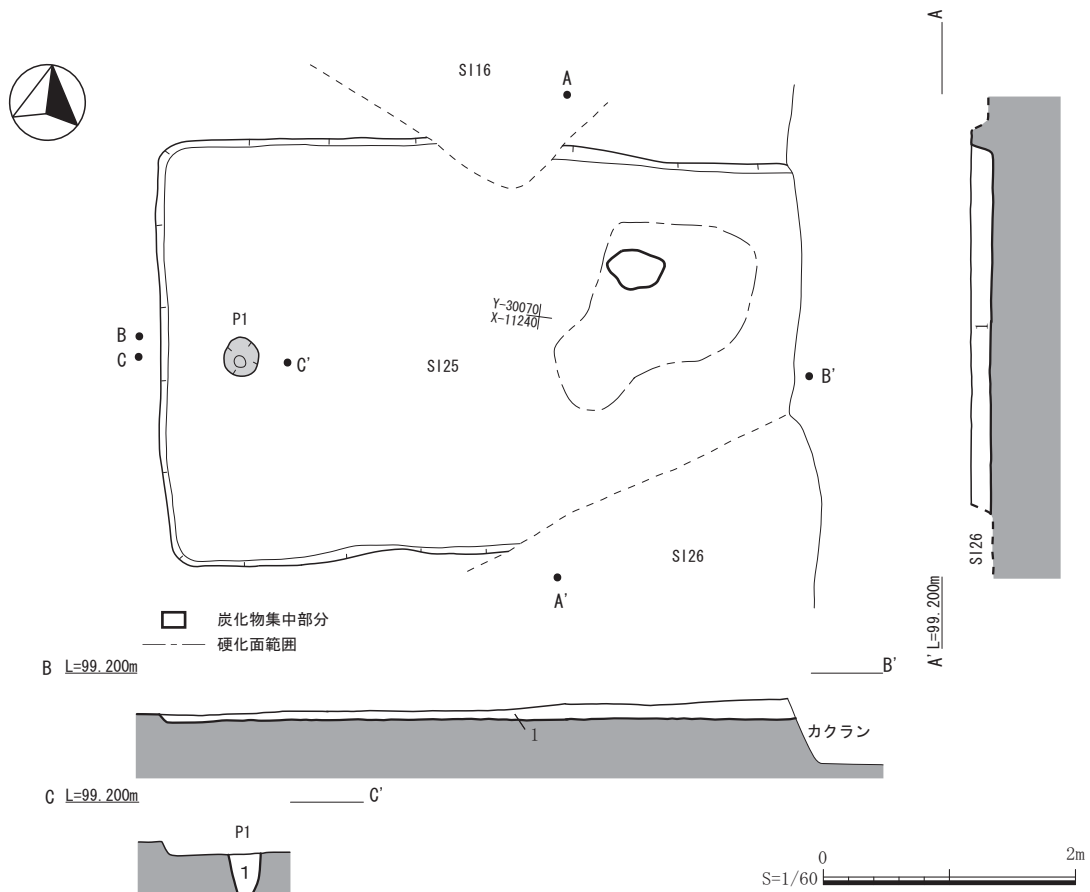 A
SI16
A
P1
Y-30070
X-11240
B
C
C'
SI25
B'
1
SI26
A'
SI26
A' L=99.200m
炭化物集中部分
硬化面範囲
B L=99.200m
B'
1
カクラン
C L=99.200m
C'
P1
1
0
2m
S=1/60